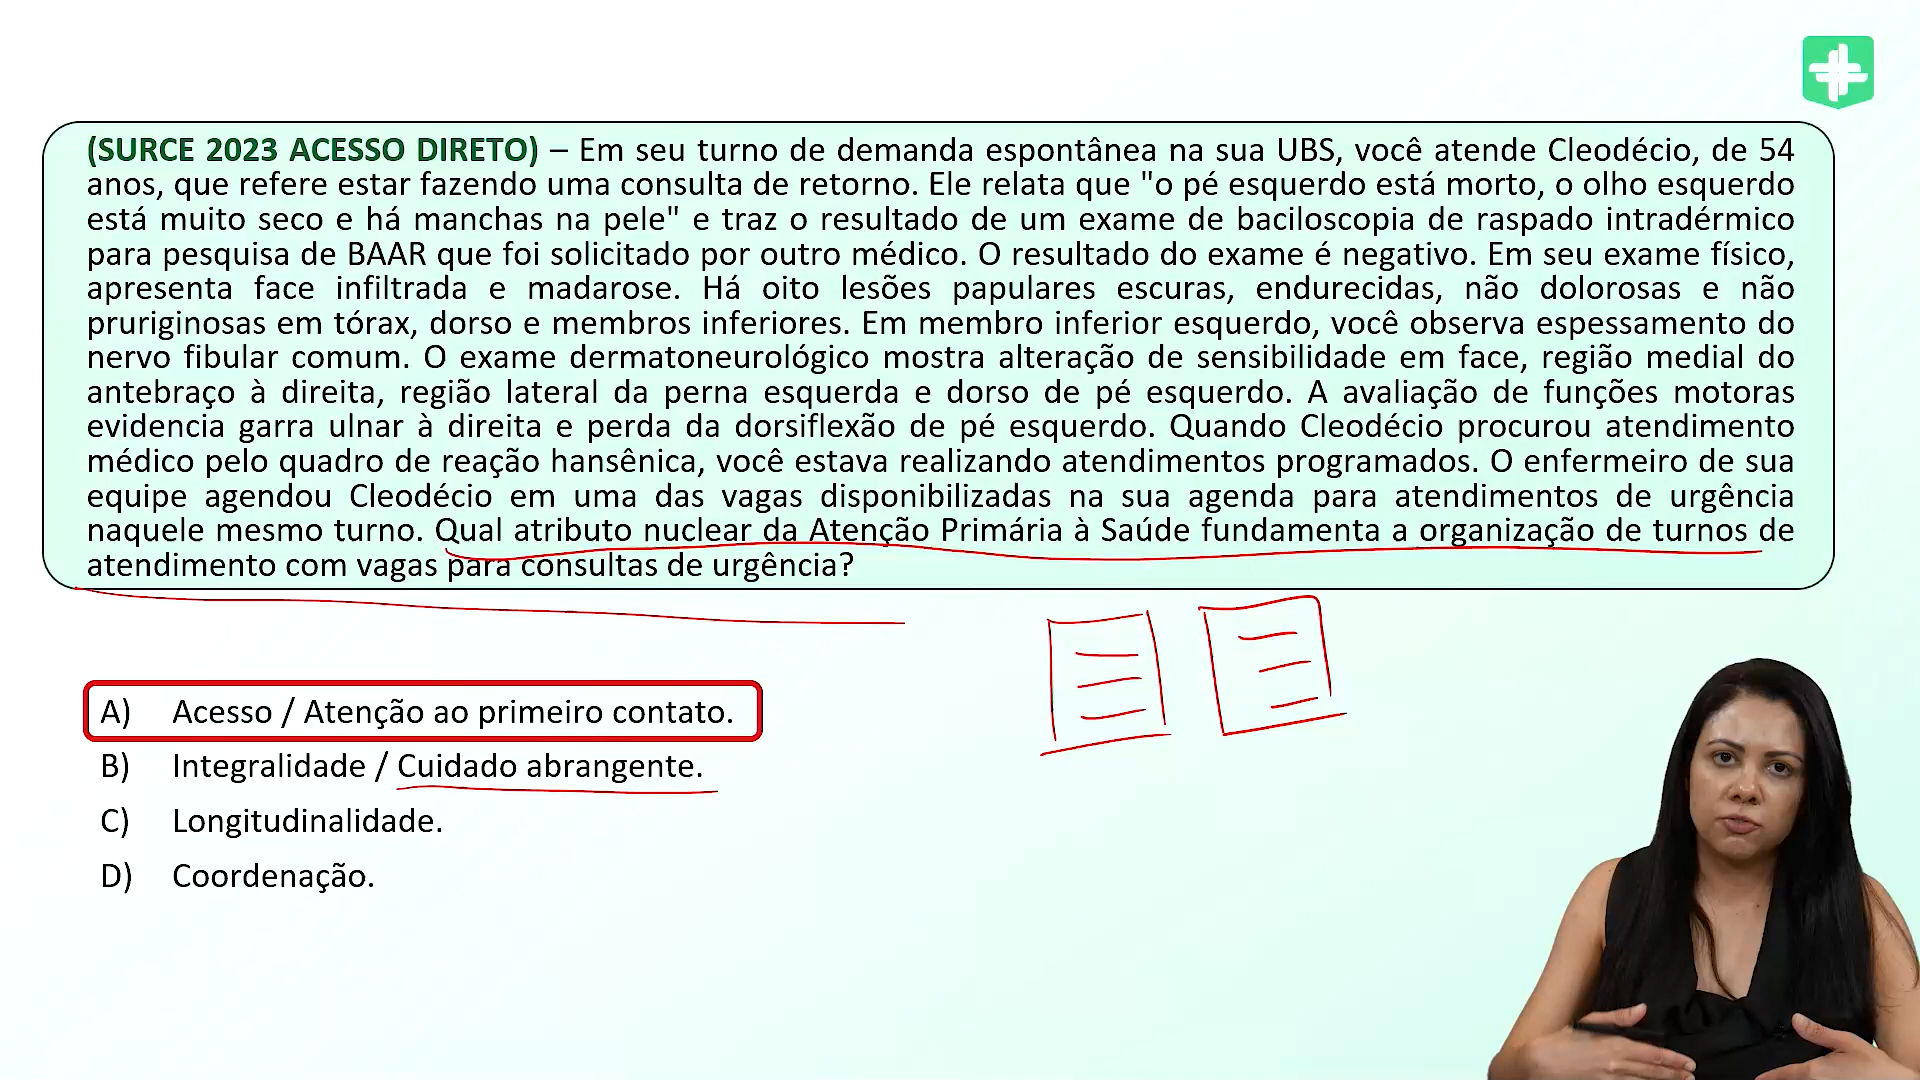 (SURCE 2023 ACESSO DIRETO) – Em seu turno de demanda espontânea na sua UBS, você atende Cleodécio, de 54
anos, que refere estar fazendo uma consulta de retorno. Ele relata que "o pé esquerdo está morto, o olho esquerdo
está muito seco e há manchas na pele" e traz o resultado de um exame de baciloscopia de raspado intradérmico
para pesquisa de BAAR que foi solicitado por outro médico. O resultado do exame é negativo. Em seu exame físico,
apresenta face infiltrada e madarose. Há oito lesões papulares escuras, endurecidas, não dolorosas e não
pruriginosas em tórax, dorso e membros inferiores. Em membro inferior esquerdo, você observa espessamento do
nervo fibular comum. O exame dermatoneurológico mostra alteração de sensibilidade em face, região medial do
antebraço à direita, região lateral da perna esquerda e dorso de pé esquerdo. A avaliação de funções motoras
evidencia garra ulnar à direita e perda da dorsiflexão de pé esquerdo. Quando Cleodécio procurou atendimento
médico pelo quadro de reação hansênica, você estava realizando atendimentos programados. O enfermeiro de sua
equipe agendou Cleodécio em uma das vagas disponibilizadas na sua agenda para atendimentos de urgência
naquele mesmo turno. Qual atributo nuclear da Atenção Primária à Saúde fundamenta a organização de turnos de
atendimento com vagas para consultas de urgência?
A) Acesso / Atenção ao primeiro contato.
B) Integralidade / Cuidado abrangente.
C) Longitudinalidade.
D) Coordenação.